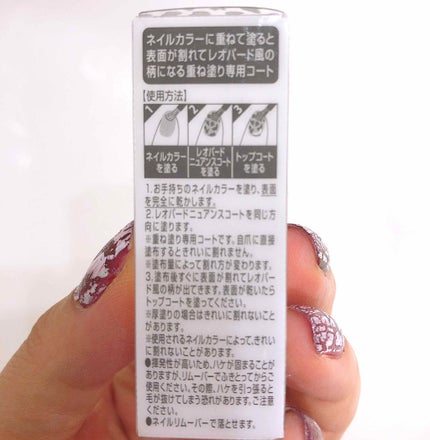 ネイルカラーに重ねて塗ると
表面が割れてレオパード風の
柄になる重ね塗り専用コート
【使用方法】
1 2 3
ネイルカラー
を塗る
レオパード
ニュアンスコート
を塗る
トップコート
を塗る
1.お手持ちのネイルカラーを塗り、表面
を完全に乾かします。
2.レオパードニュアンスコートを同じ方
向に塗ります。
※重ね塗り専用コートです。自爪に直接
塗布するときれいに割れません。
※塗布量によって割れ方が変わります。
3.塗布後すぐに表面が割れてレオパー
ド風の柄が出てきます。表面が乾いたら
トップコートを塗ってください。
※厚塗りの場合はきれいに割れないこと
があります。
※使用されるネイルカラーによって、きれい
に割れないことがあります。
●揮発性が高いため、ハケが固まることが
ありますが、リムーバーでふきとってからご
使用ください。その際、ハケを引っ張ると
毛が抜けてしまう恐れがあります。ご注意
ください。
●ネイルリムーバーで落とせます。